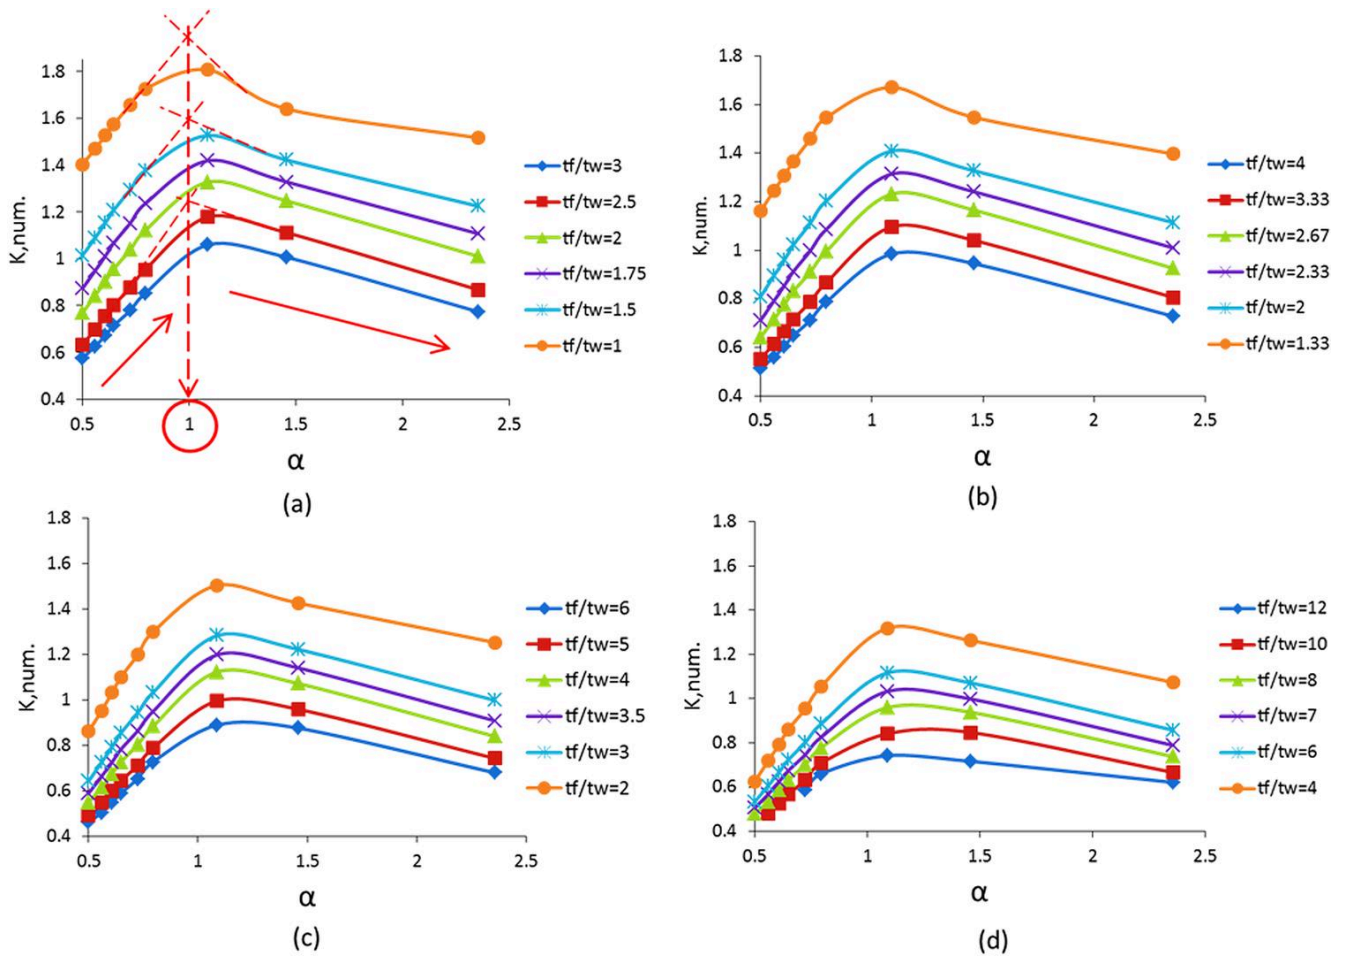 1.8
1.6
1.4
1.2
1
0.8
0.6
0.4
K,num.
0.5
1
1.5
2
2.5
α
(a)
tf/tw=3
tf/tw=2.5
tf/tw=2
tf/tw=1.75
tf/tw=1.5
tf/tw=1
1.8
1.6
1.4
1.2
1
0.8
0.6
0.4
K,num.
0.5
1
1.5
2
2.5
α
(b)
tf/tw=4
tf/tw=3.33
tf/tw=2.67
tf/tw=2.33
tf/tw=2
tf/tw=1.33
1.8
1.6
1.4
1.2
1
0.8
0.6
0.4
K,num.
0.5
1
1.5
2
2.5
α
(c)
tf/tw=6
tf/tw=5
tf/tw=4
tf/tw=3.5
tf/tw=3
tf/tw=2
1.8
1.6
1.4
1.2
1
0.8
0.6
0.4
K,num.
0.5
1
1.5
2
2.5
α
(d)
tf/tw=12
tf/tw=10
tf/tw=8
tf/tw=7
tf/tw=6
tf/tw=4